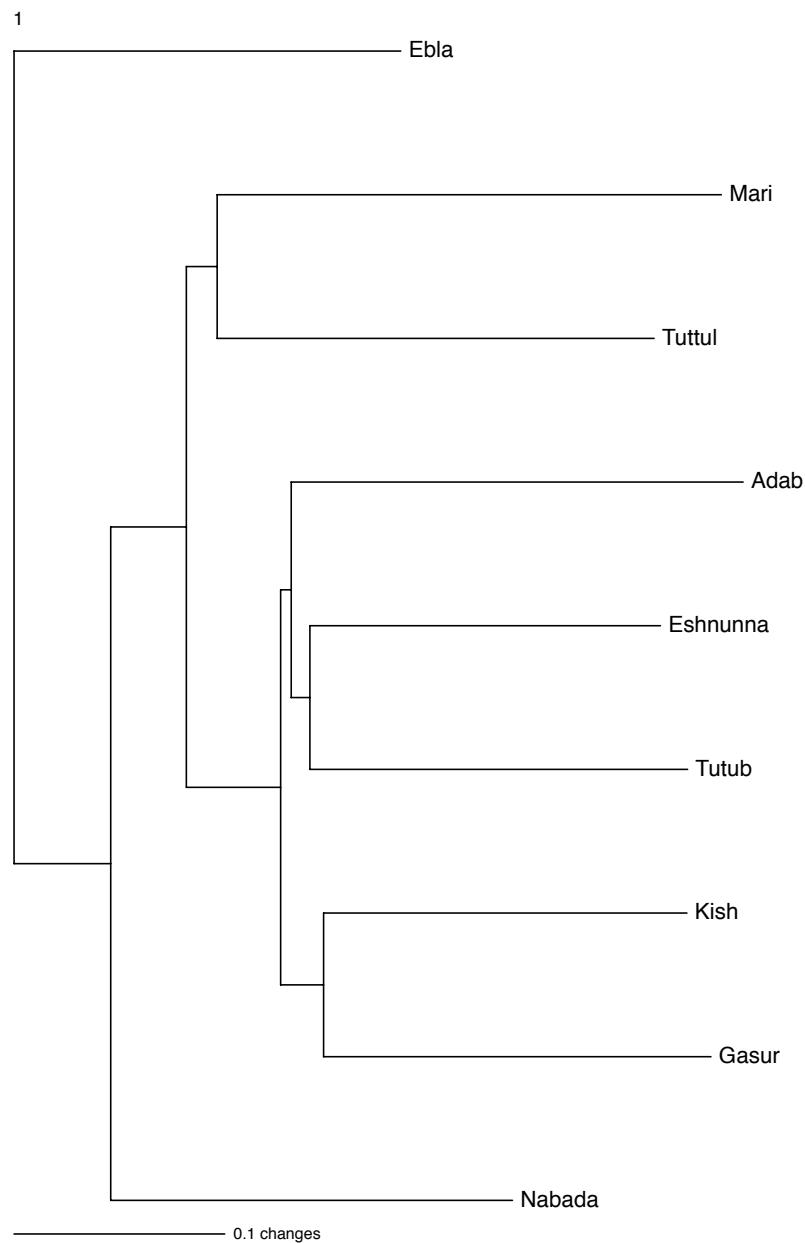 1
Ebla
Mari
Tuttul
Adab
Eshnunna
Tutub
Kish
Gasur
Nabada
0.1 changes